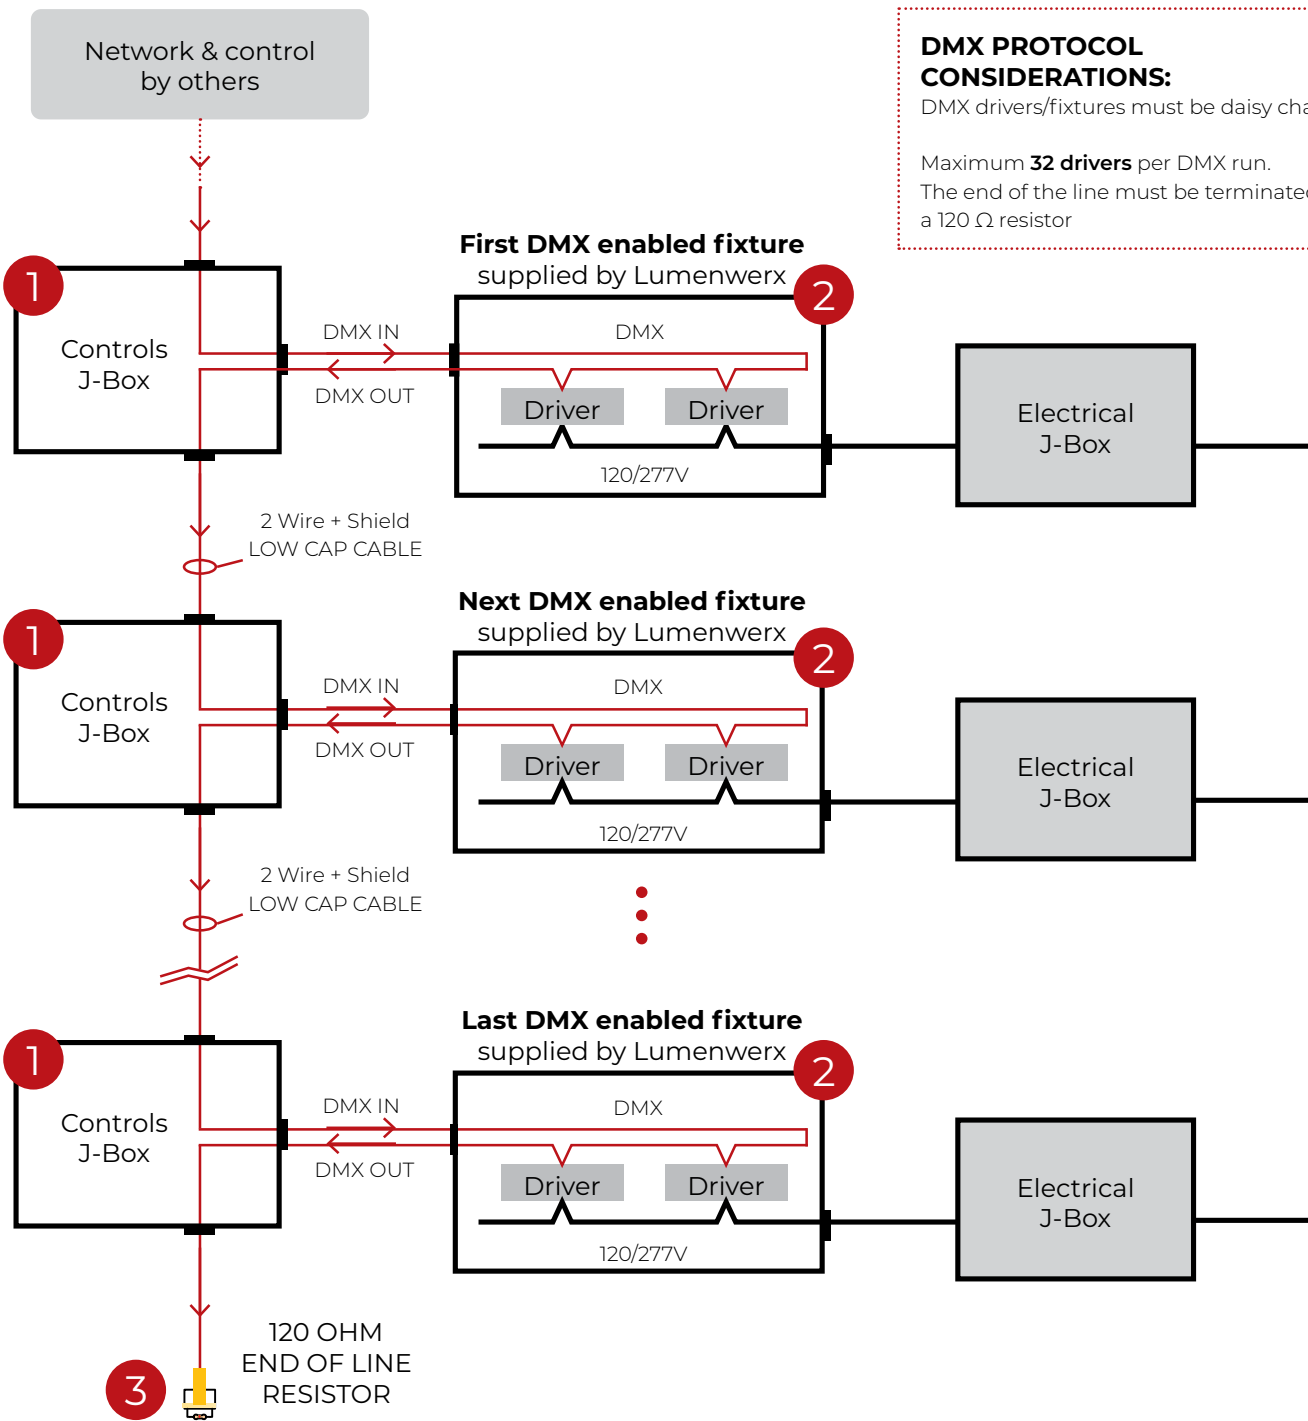 Network & control
by others
DMX PROTOCOL
CONSIDERATIONS:
DMX drivers/fixtures must be daisy
Maximum 32 drivers per DMX run.
The end of the line must be
a 120 Ω resistor
First DMX enabled fixture
supplied by Lumenwerx
1
2
Controls
J-Box
DMX IN
DMX OUT
DMX
Driver
Driver
120/277V
Electrical
J-Box
2 Wire + Shield
LOW CAP CABLE
Next DMX enabled fixture
supplied by Lumenwerx
1
2
Controls
J-Box
DMX IN
DMX OUT
DMX
Driver
Driver
120/277V
Electrical
J-Box
2 Wire + Shield
LOW CAP CABLE
Last DMX enabled fixture
supplied by Lumenwerx
1
2
Controls
J-Box
DMX IN
DMX OUT
DMX
Driver
Driver
120/277V
Electrical
J-Box
3
120 OHM
END OF LINE
RESISTOR